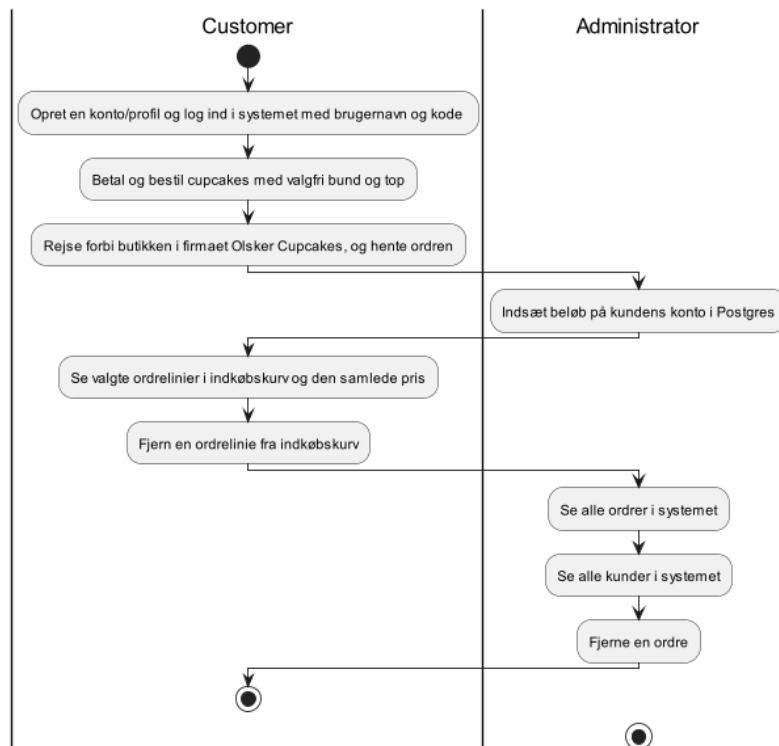 Customer
Administrator
Opret en konto/profil og log ind i systemet med brugernavn og kode
Betal og bestil cupcakes med valgfri bund og top
Rejse forbi butikken i firmaet Olsker Cupcakes, og hente ordren
Indsæt beløb på kundens konto i Postgres
Se valgte ordrelinier i indkøbskurv og den samlede pris
Fjern en ordrelinie fra indkøbskurv
Se alle ordrer i systemet
Se alle kunder i systemet
Fjerne en ordre